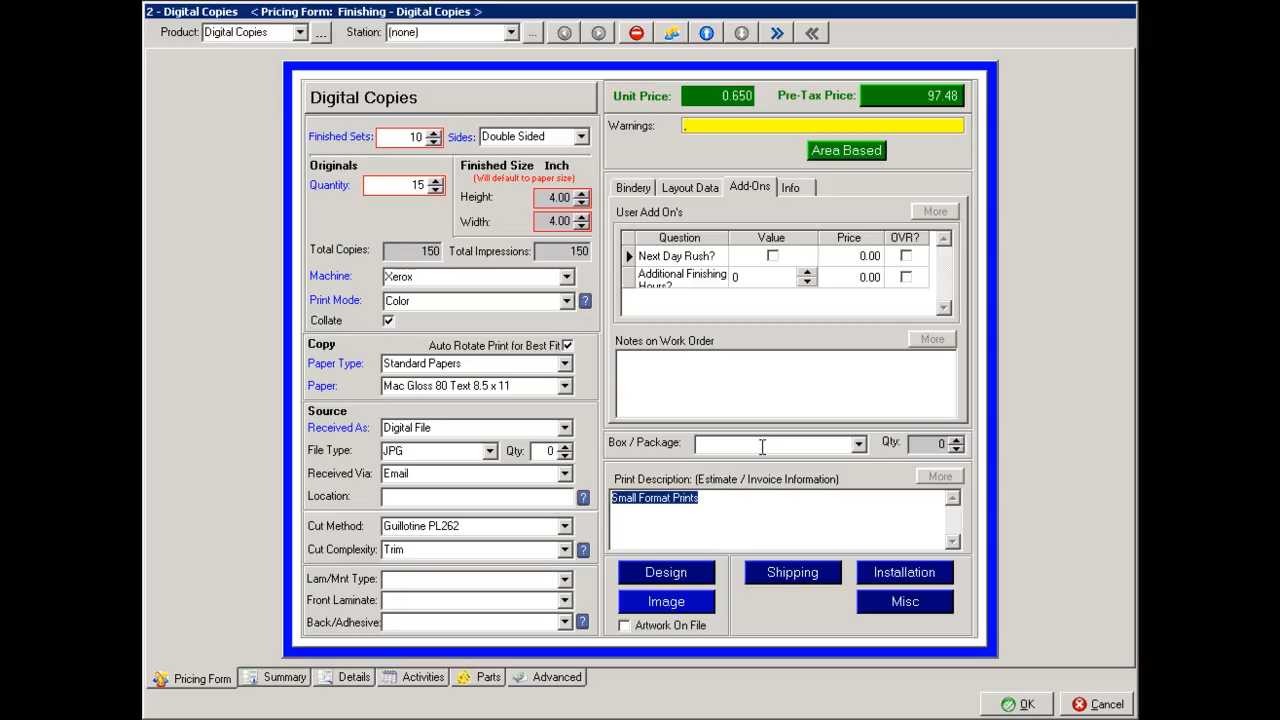 2 - Digital Copies < Pricing Form: Finishing - Digital Copies >
Product: Digital Copies ... Station: (none) ...
Digital Copies
Finished Sets: 10 Sides: Double Sided
Originals
Quantity: 15
Finished Size Inch
(Will default to paper size)
Height: 4.00
Width: 4.00
Total Copies: 150 Total Impressions: 150
Machine: Xerox
Print Mode: Color ?
Collate
Copy Auto Rotate Print for Best Fit
Paper Type: Standard Papers
Paper: Mac Gloss 80 Text 8.5 x 11
Source
Received As: Digital File
File Type: JPG Qty: 0
Received Via: Email
Location: ?
Cut Method: Guillotine PL262
Cut Complexity: Trim ?
Lam/Mnt Type:
Front Laminate:
Back/Adhesive: ?
Unit Price: 0.650 Pre-Tax Price: 97.48
Warnings: ,
Area Based
Bindery Layout Data Add-Ons Info
User Add On's More
Question Value Price OVR?
Next Day Rush? 0.00
Additional Finishing 0 0.00
Hours?
Notes on Work Order More
Box / Package: Qty: 0
Print Description: (Estimate / Invoice Information) More
Small Format Prints
Design Shipping Installation
Image Misc
Artwork On File
Pricing Form Summary Details Activities Parts Advanced
OK Cancel